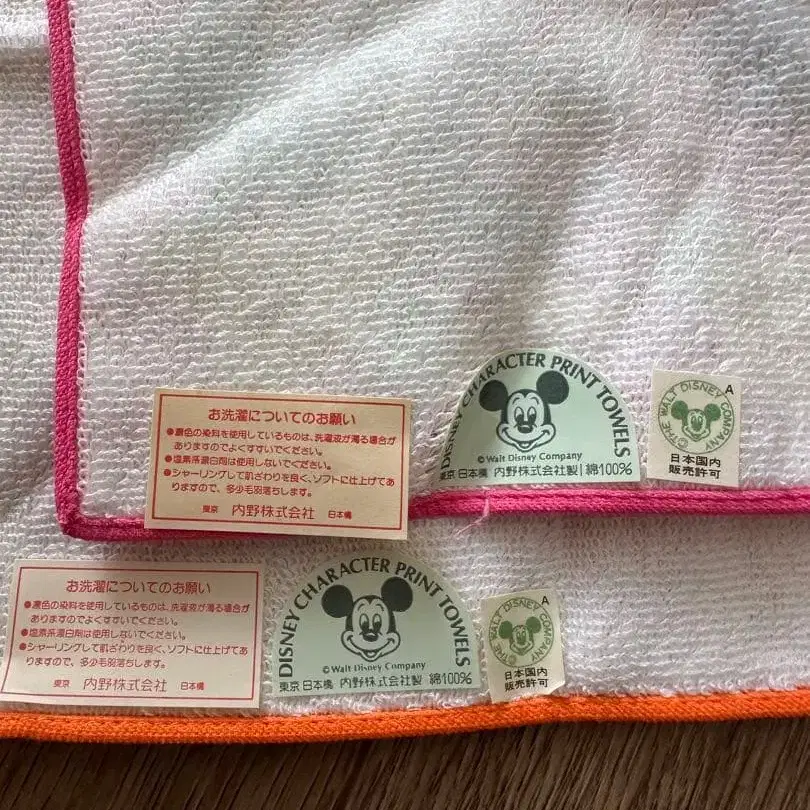 お洗濯についてのお願い
●濃色の染料を使用しているものは、洗濯液が濁る場合が
ありますのでよくすすいでください。
●塩素系漂白剤は使用しないでください。
●シャーリングして肌ざわりを良く、ソフトに仕上げてあ
りますので、多少毛羽落ちします。
東京 内野株式会社 日本橋
DISNEY CHARACTER PRINT TOWELS
© Walt Disney Company
東京 日本橋 内野株式会社製 | 綿100%
A
© THE WALT DISNEY COMPANY
日本国内
販売許可
お洗濯についてのお願い
●濃色の染料を使用しているものは、洗濯液が濁る場合が
ありますのでよくすすいでください。
●塩素系漂白剤は使用しないでください。
●シャーリングして肌ざわりを良く、ソフトに仕上げてあ
りますので、多少毛羽落ちします。
東京 内野株式会社 日本橋
DISNEY CHARACTER PRINT TOWELS
© Walt Disney Company
東京 日本橋 内野株式会社製 綿100%
A
© THE WALT DISNEY COMPANY
日本国内
販売許可